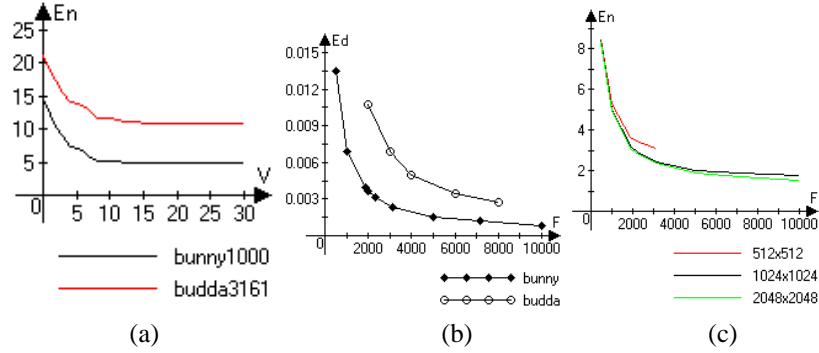 En
25
20
15
10
5
0
5 10 15 20 25 30
V
bunny1000
budda3161
(a)
Ed
0.015
0.012
0.009
0.006
0.003
0
2000 4000 6000 8000 10000
F
bunny
budda
(b)
En
8
6
4
2
0
2000 4000 6000 8000 10000
F
512x512
1024x1024
2048x2048
(c)